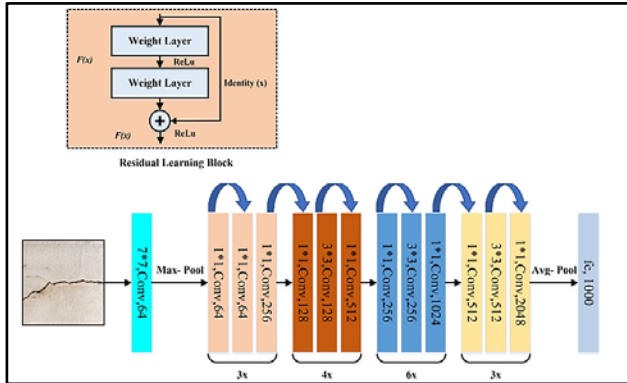 Weight Layer
F(x)
ReLu
Weight Layer
Identity (x)
+
F(x)
ReLu
Residual Learning Block
7*7,Conv,64
Max- Pool
1*1,Conv,64
1*1,Conv,64
1*1,Conv,256
1*1,Conv,128
3*3,Conv,128
1*1,Conv,512
1*1,Conv,256
3*3,Conv,256
1*1,Conv,1024
1*1,Conv,512
3*3,Conv,512
1*1,Conv,2048
Avg- Pool
fc, 1000
3x
4x
6x
3x